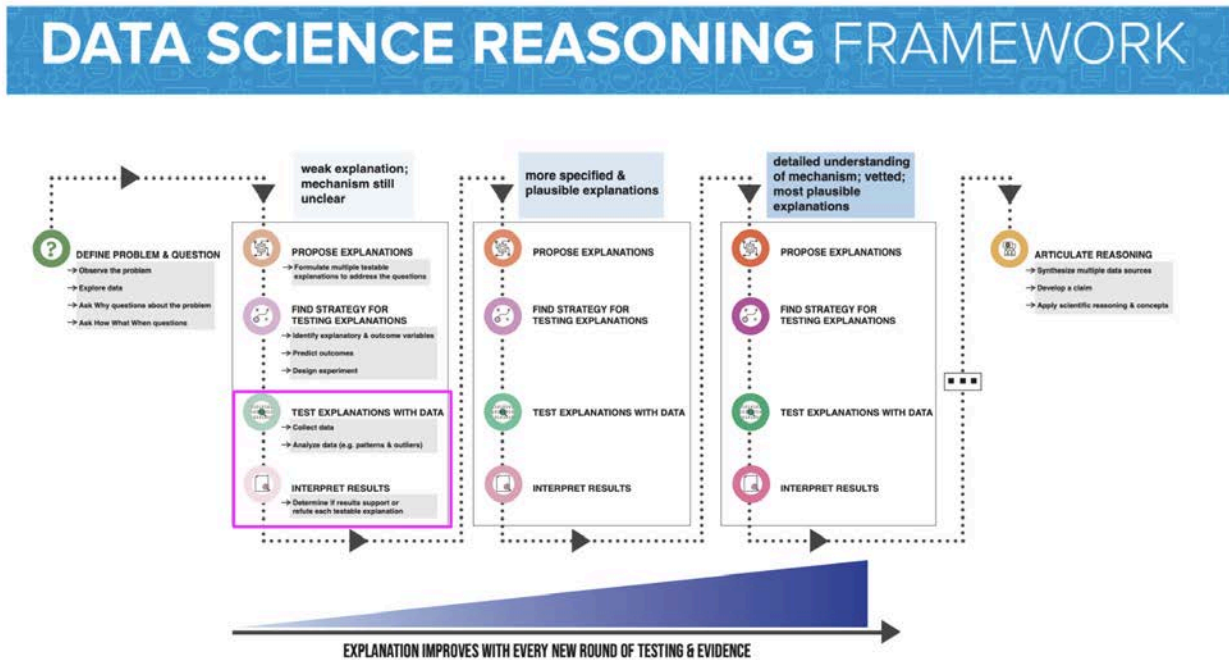 DATA SCIENCE REASONING FRAMEWORK
weak explanation;
mechanism still
unclear
more specified &
plausible explanations
detailed understanding
of mechanism; vetted;
most plausible
explanations
?
DEFINE PROBLEM & QUESTION
Observe the problem
Explore data
Ask Why questions about the problem
Ask How What When questions
PROPOSE EXPLANATIONS
Formulate multiple testable
explanations to address the questions
FIND STRATEGY FOR
TESTING EXPLANATIONS
Identify explanatory & outcome variables
Predict outcomes
Design experiment
TEST EXPLANATIONS WITH DATA
Collect data
Analyze data (e.g. patterns & outliers)
INTERPRET RESULTS
Determine if results support or
refute each testable explanation
PROPOSE EXPLANATIONS
FIND STRATEGY FOR
TESTING EXPLANATIONS
TEST EXPLANATIONS WITH DATA
INTERPRET RESULTS
PROPOSE EXPLANATIONS
FIND STRATEGY FOR
TESTING EXPLANATIONS
TEST EXPLANATIONS WITH DATA
INTERPRET RESULTS
ARTICULATE REASONING
Synthesize multiple data sources
Develop a claim
Apply scientific reasoning & concepts
EXPLANATION IMPROVES WITH EVERY NEW ROUND OF TESTING & EVIDENCE